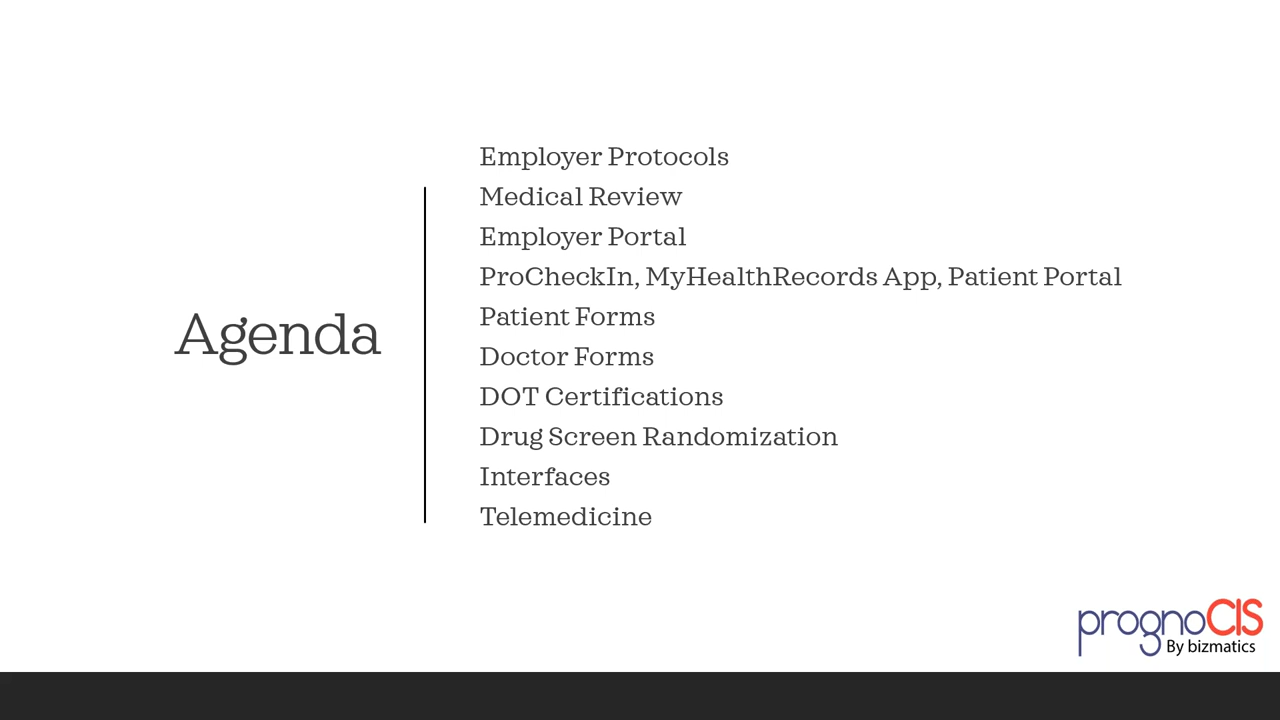 Agenda
Employer Protocols
Medical Review
Employer Portal
ProCheckIn, MyHealthRecords App, Patient Portal
Patient Forms
Doctor Forms
DOT Certifications
Drug Screen Randomization
Interfaces
Telemedicine
prognoCIS
By bizmatics